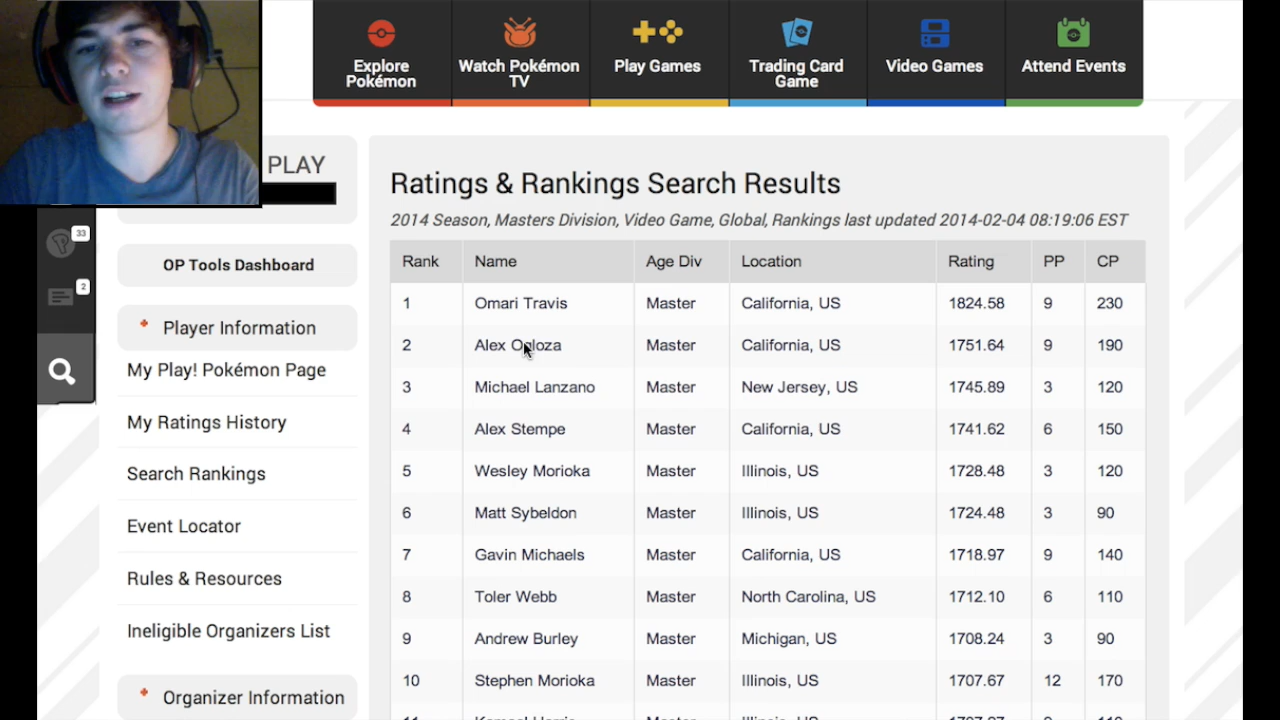 Explore
Pokémon
Watch Pokémon
TV
Play Games
Trading Card
Game
Video Games
Attend Events
PLAY
33
2
OP Tools Dashboard
Player Information
My Play! Pokémon Page
My Ratings History
Search Rankings
Event Locator
Rules & Resources
Ineligible Organizers List
Organizer Information
Ratings & Rankings Search Results
2014 Season, Masters Division, Video Game, Global, Rankings last updated 2014-02-04 08:19:06 EST
Rank Name Age Div Location Rating PP CP
1 Omari Travis Master California, US 1824.58 9 230
2 Alex Master California, US 1751.64 9 190
3 Michael Lanzano Master New Jersey, US 1745.89 3 120
4 Alex Stempe Master California, US 1741.62 6 150
5 Wesley Morioka Master Illinois, US 1728.48 3 120
6 Matt Sybeldon Master Illinois, US 1724.48 3 90
7 Gavin Michaels Master California, US 1718.97 9 140
8 Toler Webb Master North Carolina, US 1712.10 6 110
9 Andrew Burley Master Michigan, US 1708.24 3 90
10 Stephen Morioka Master Illinois, US 1707.67 12 170